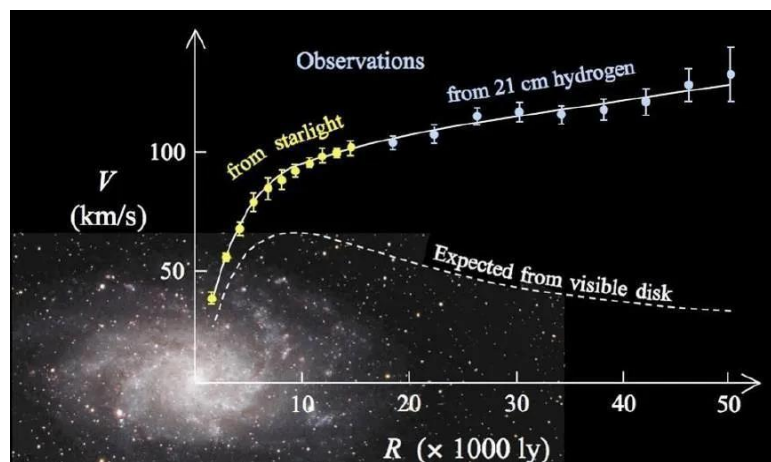 Observations
from starlight
from 21 cm hydrogen
100
V
(km/s)
50
Expected from visible disk
10
20
30
40
50
R (× 1000 ly)